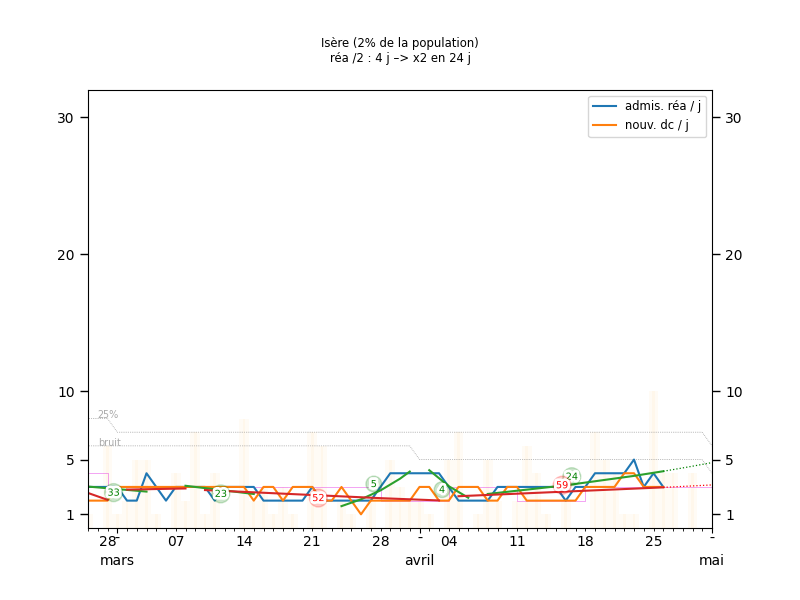 Isère (2% de la population)
réa /2 : 4 j –> x2 en 24 j
admis. réa / j
nouv. dc / j
30
30
20
20
10
10
25%
bruit
5
5
33
23
52
5
4
59
24
1
1
28 - 07 14 21 28 - 04 11 18 25 -
mars avril mai